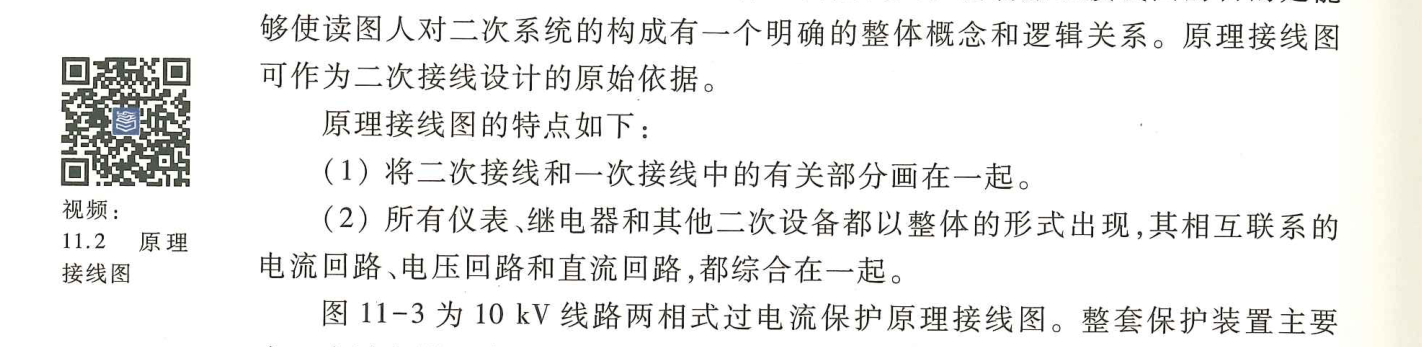 够使读图人对二次系统的构成有一个明确的整体概念和逻辑关系。原理接线图
可作为二次接线设计的原始依据。
原理接线图的特点如下：
(1) 将二次接线和一次接线中的有关部分画在一起。
(2) 所有仪表、继电器和其他二次设备都以整体的形式出现,其相互联系的
电流回路、电压回路和直流回路,都综合在一起。
图 11-3 为 10 kV 线路两相式过电流保护原理接线图。整套保护装置主要
视频：
11.2 原理
接线图